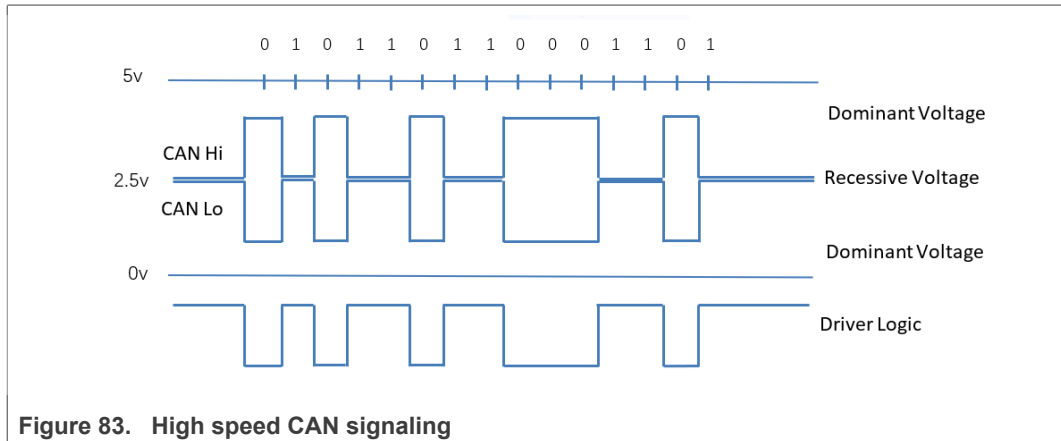 0 1 0 1 1 0 1 1 0 0 0 1 1 0 1
5v
Dominant Voltage
CAN Hi
2.5v
Recessive Voltage
CAN Lo
Dominant Voltage
0v
Driver Logic
Figure 83. High speed CAN signaling